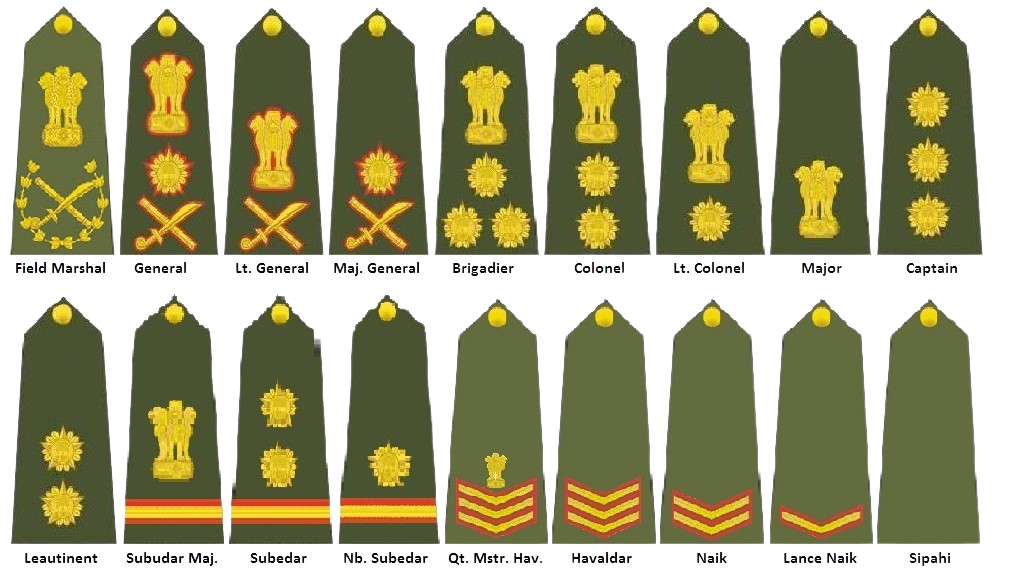 Field Marshal General Lt. General Maj. General Brigadier Colonel Lt. Colonel Major Captain
Leautinent Subudar Maj. Subedar Nb. Subedar Qt. Mstr. Hav. Havaldar Naik Lance Naik Sipahi